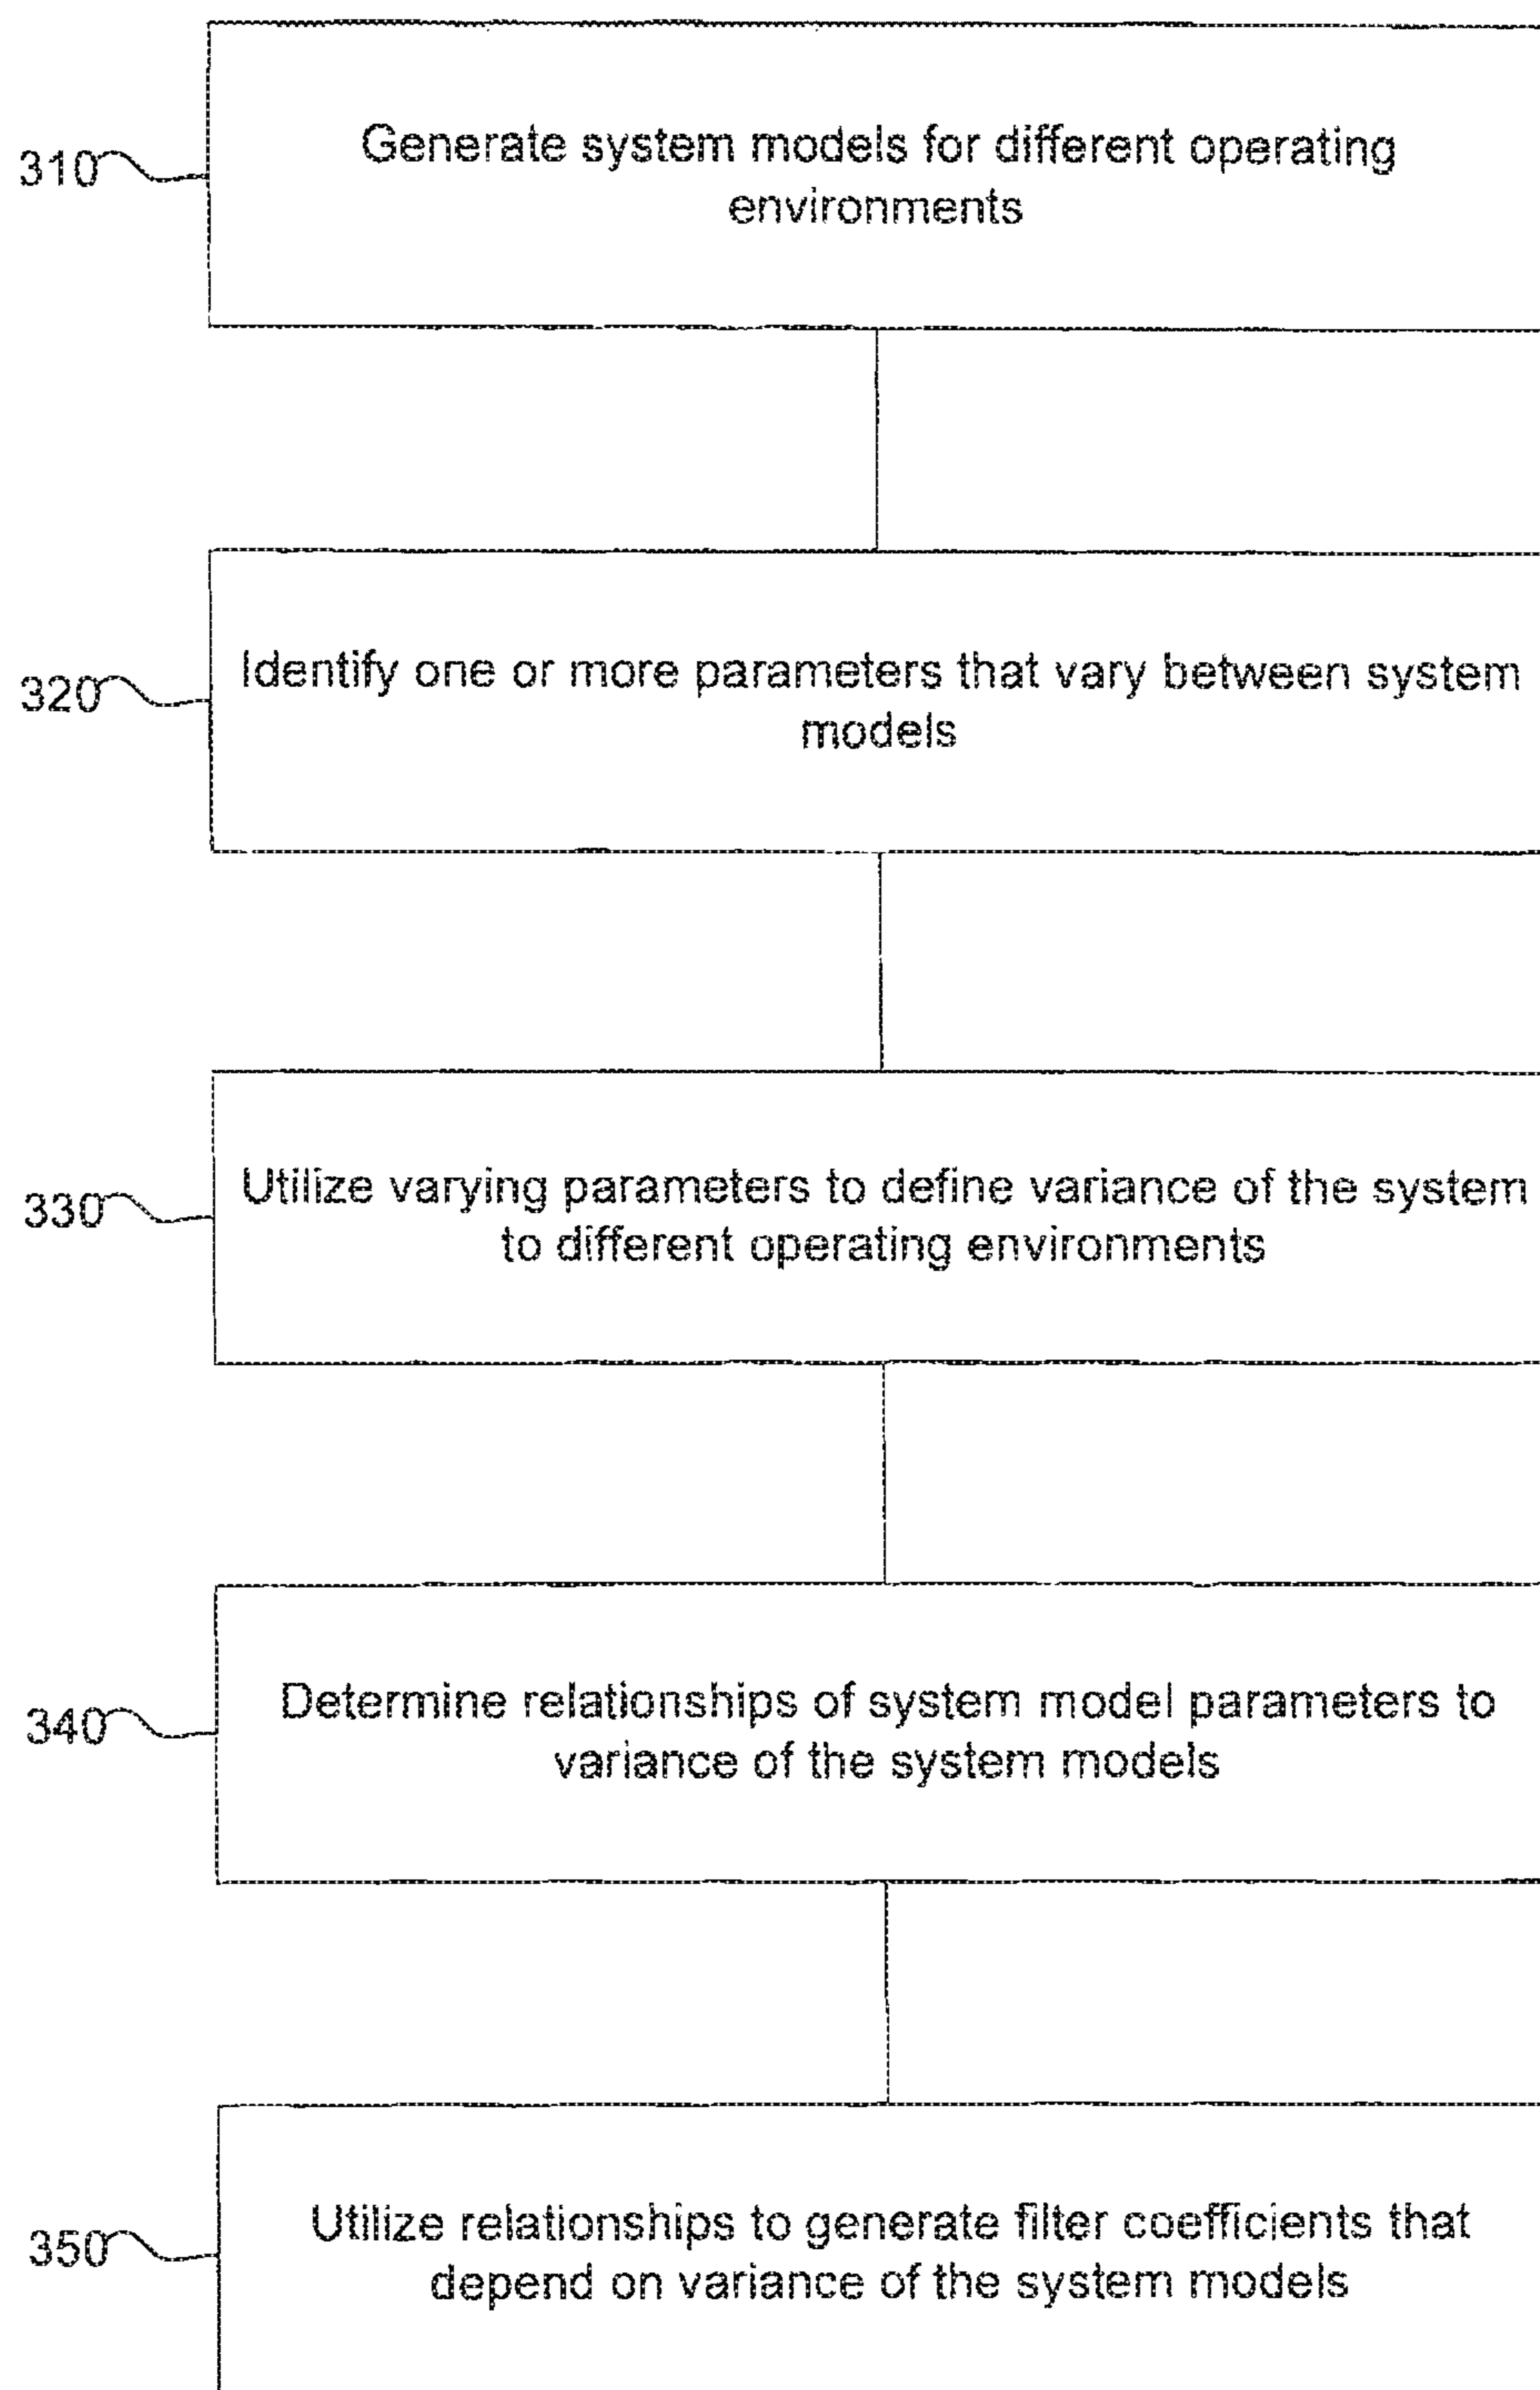 310
Generate system models for different operating
environments
320
Identify one or more parameters that vary between system
models
330
Utilize varying parameters to define variance of the system
to different operating environments
340
Determine relationships of system model parameters to
variance of the system models
350
Utilize relationships to generate filter coefficients that
depend on variance of the system models